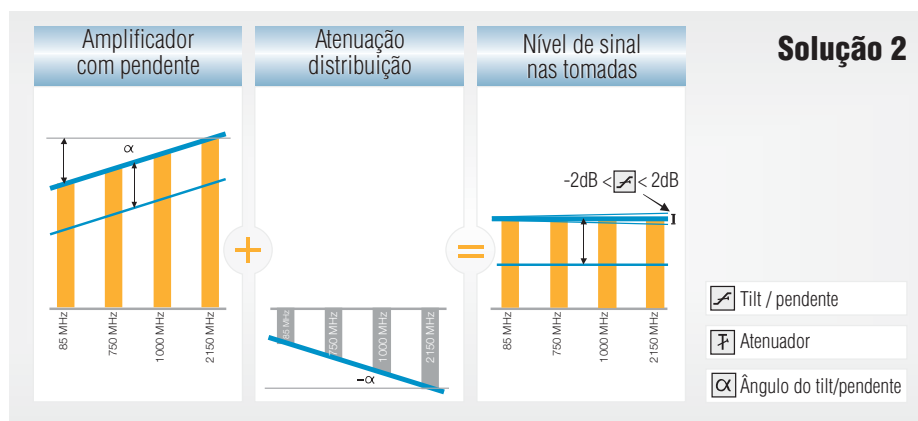 Amplificador
com pendente
Atenuação
distribuição
Nível de sinal
nas tomadas
Solução 2
α
85 MHz
750 MHz
1000 MHz
2150 MHz
+
85 MHz
750 MHz
1000 MHz
2150 MHz
-α
=
-2dB < < 2dB
85 MHz
750 MHz
1000 MHz
2150 MHz
Tilt / pendente
Atenuador
α Ângulo do tilt/pendente